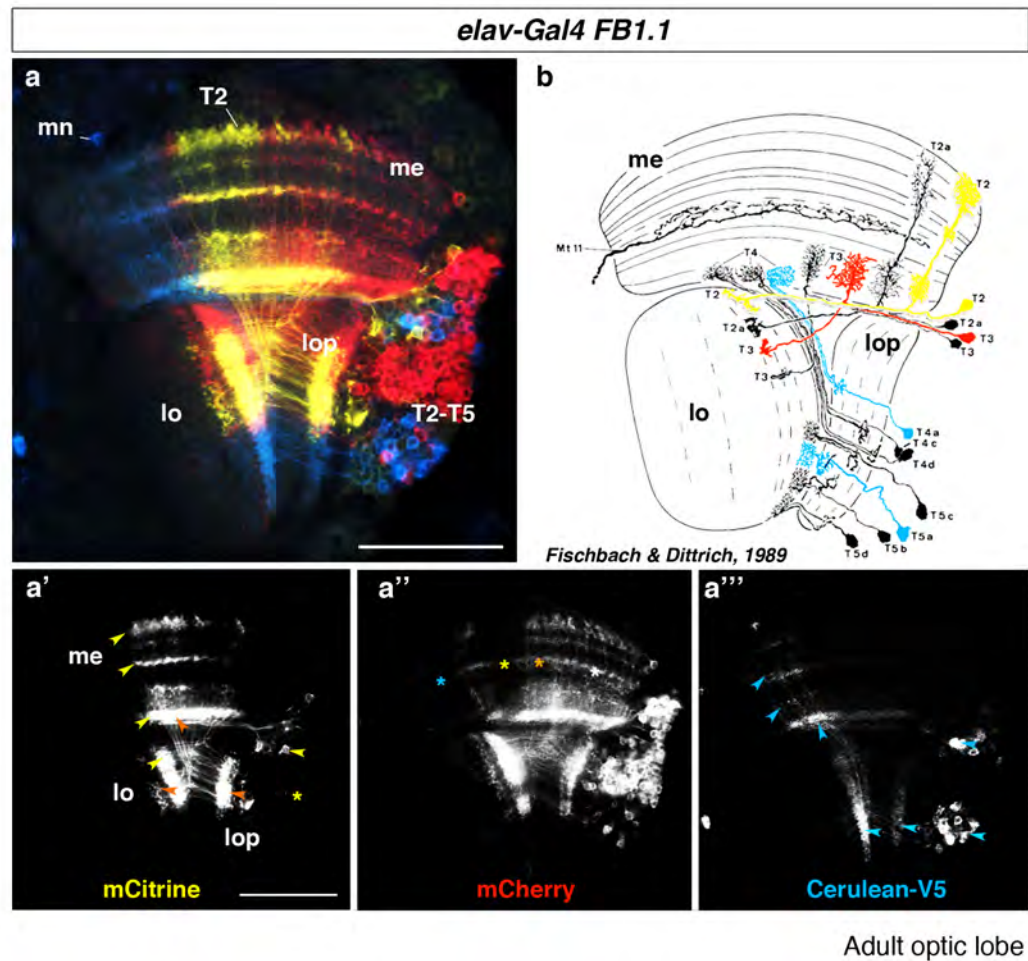 elav-Gal4 FB1.1
a
T2
mn
me
lop
lo
T2-T5
b
me
T2a
T2
Mt 11
T4
T3
T2
T2
T2a
T2a
T3
T3
T3
T3
lop
lo
T4a
T4c
T4d
T5c
T5a
T5b
T5d
Fischbach & Dittrich, 1989
a'
me
lo
lop
mCitrine
a''
mCherry
a'''
Cerulean-V5
Adult optic lobe